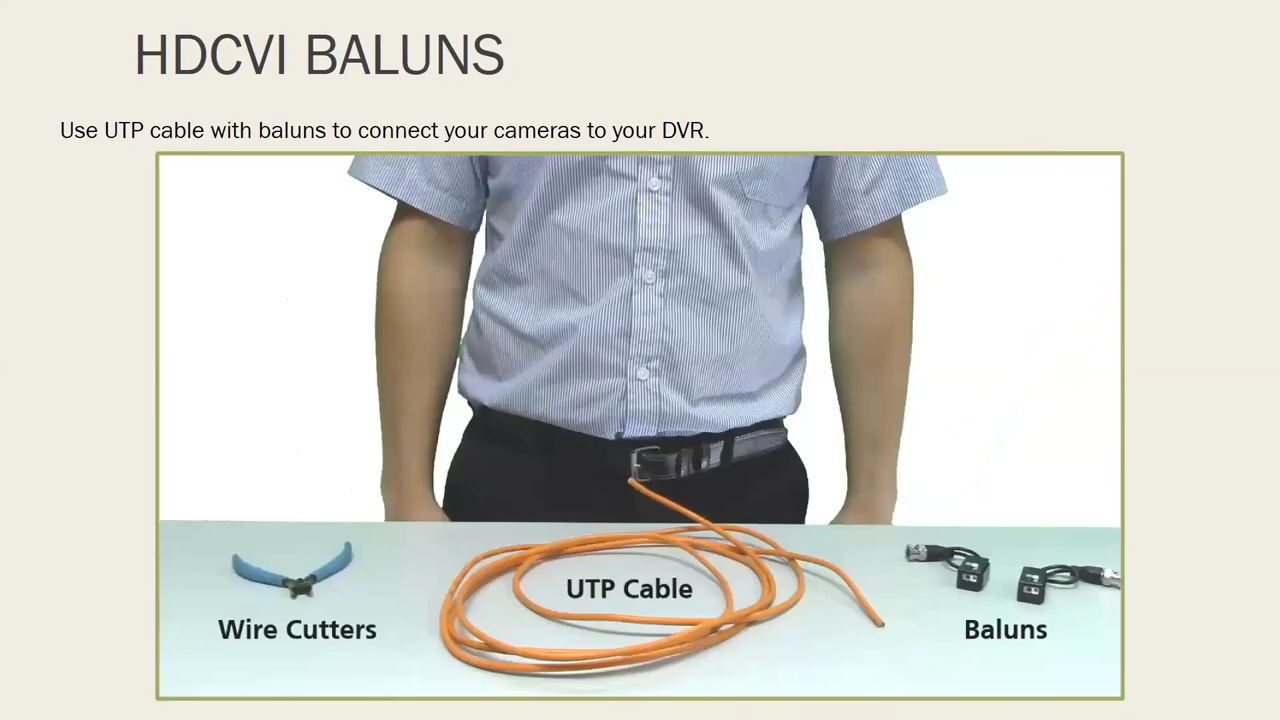 HDCVI BALUNS
Use UTP cable with baluns to connect your cameras to your DVR.
UTP Cable
Wire Cutters
Baluns